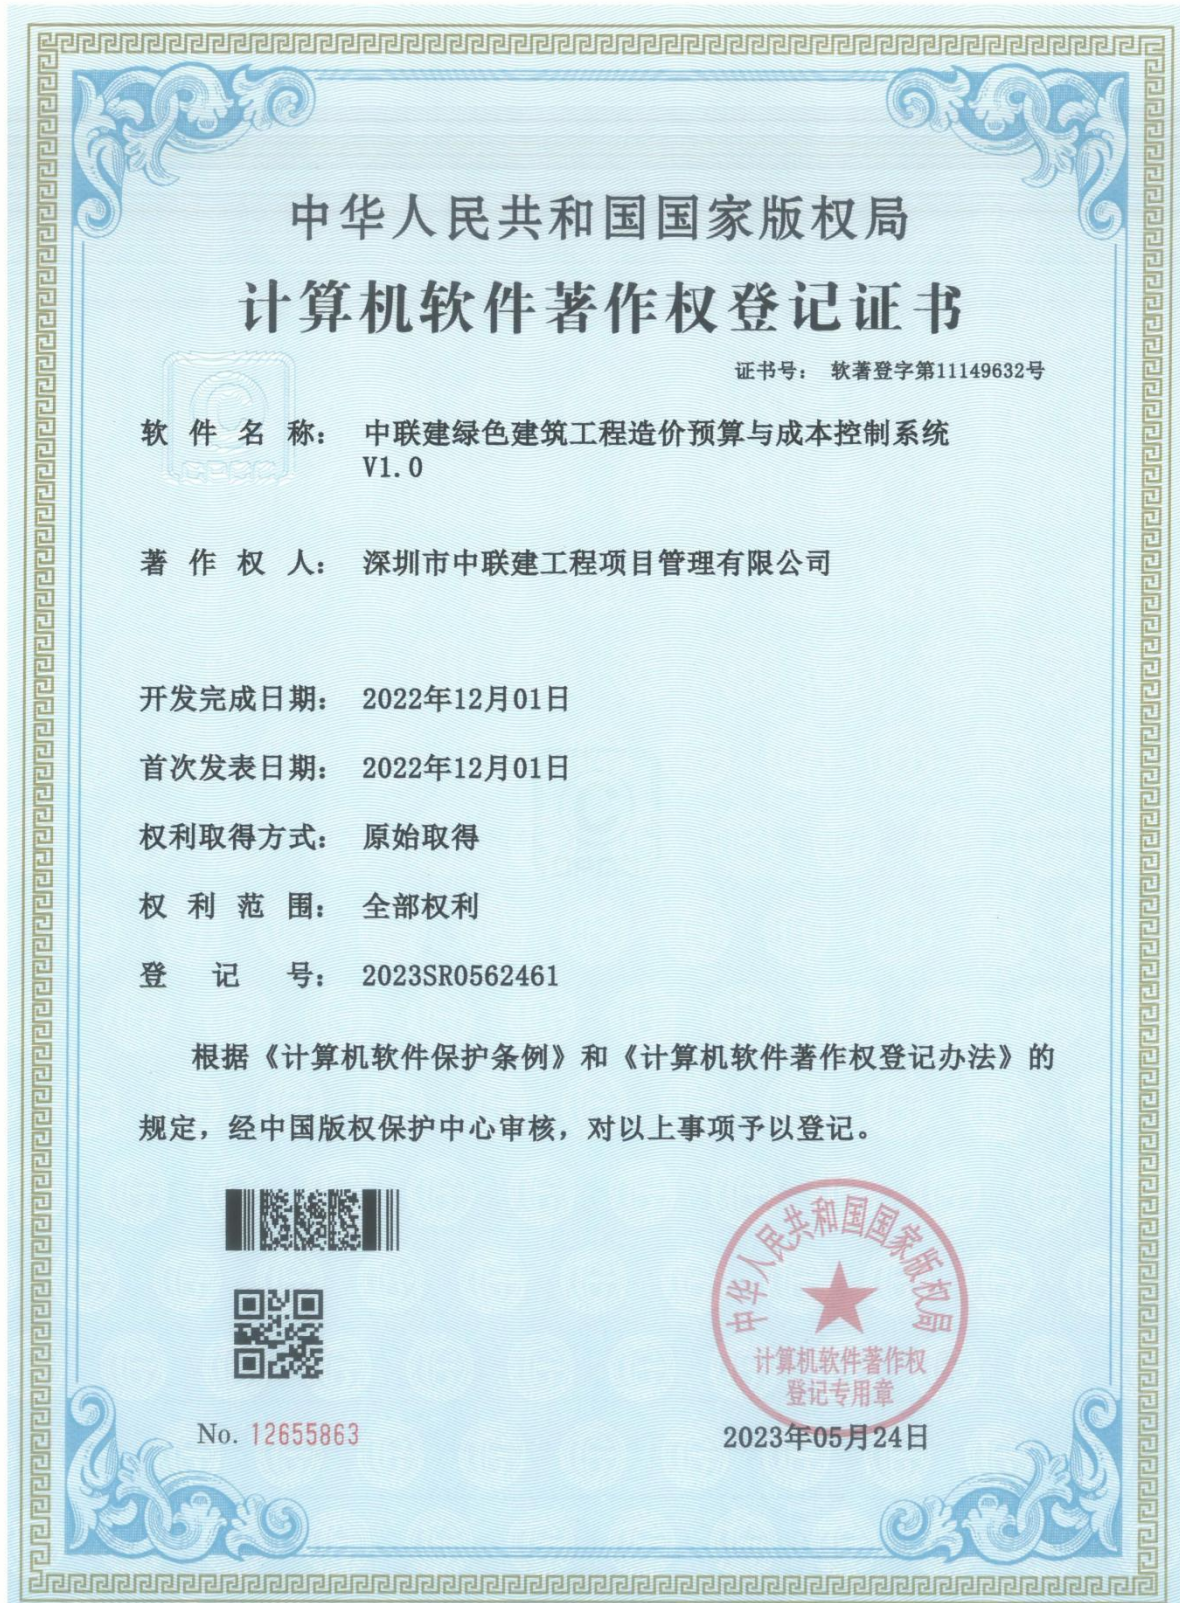 中华人民共和国国家版权局
计算机软件著作权登记证书
证书号： 软著登字第11149632号
软件名称： 中联建绿色建筑工程造价预算与成本控制系统
V1.0
著作权人： 深圳市中联建工程项目管理有限公司
开发完成日期： 2022年12月01日
首次发表日期： 2022年12月01日
权利取得方式： 原始取得
权利范围： 全部权利
登记号： 2023SR0562461
根据《计算机软件保护条例》和《计算机软件著作权登记办法》的
规定，经中国版权保护中心审核，对以上事项予以登记。
中华人民共和国国家版权局
计算机软件著作权
登记专用章
No. 12655863
2023年05月24日